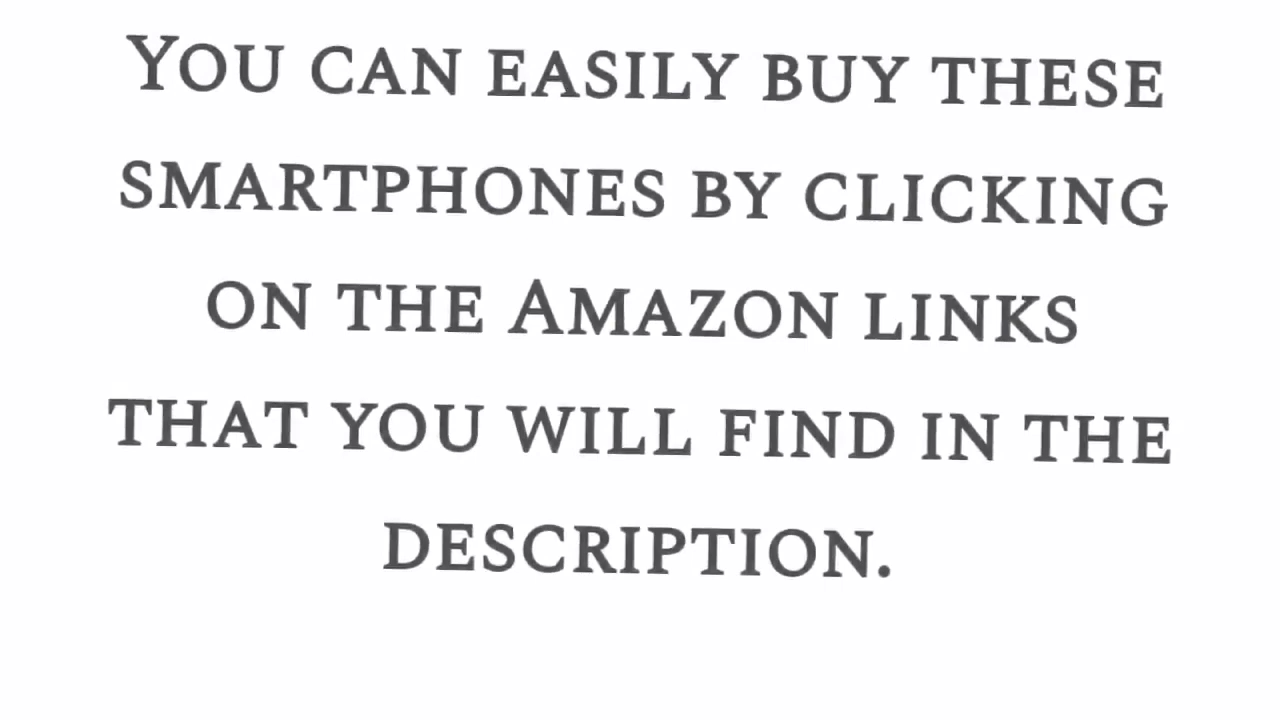 You can easily buy these
smartphones by clicking
on the Amazon links
that you will find in the
description.